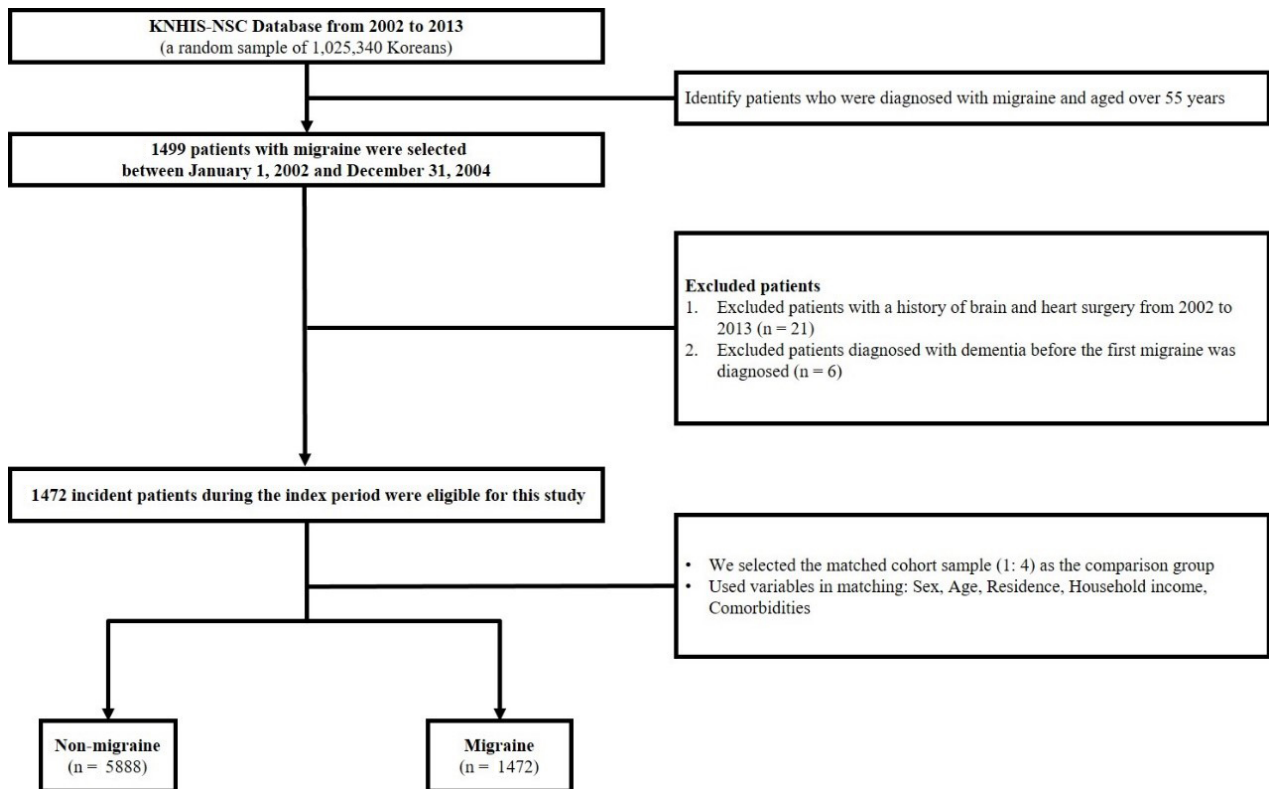 KNHIS-NSC Database from 2002 to 2013
(a random sample of 1,025,340 Koreans)
Identify patients who were diagnosed with migraine and aged over 55 years
1499 patients with migraine were selected
between January 1, 2002 and December 31, 2004
Excluded patients
1. Excluded patients with a history of brain and heart surgery from 2002 to
2013 (n = 21)
2. Excluded patients diagnosed with dementia before the first migraine was
diagnosed (n = 6)
1472 incident patients during the index period were eligible for this study
• We selected the matched cohort sample (1: 4) as the comparison group
• Used variables in matching: Sex, Age, Residence, Household income,
Comorbidities
Non-migraine
(n = 5888)
Migraine
(n = 1472)